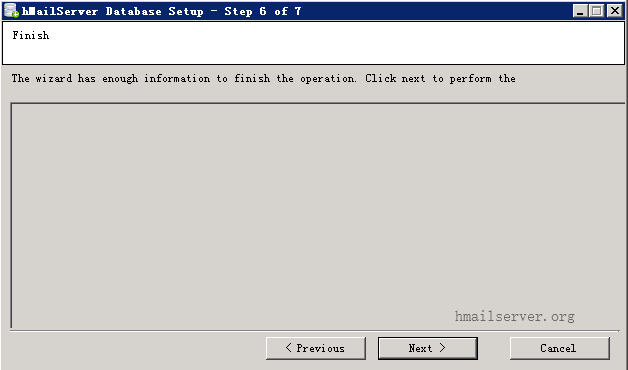 hMailServer Database Setup - Step 6 of 7
Finish
The wizard has enough information to finish the operation. Click next to perform the
hmailserver.org
< Previous
Next >
Cancel